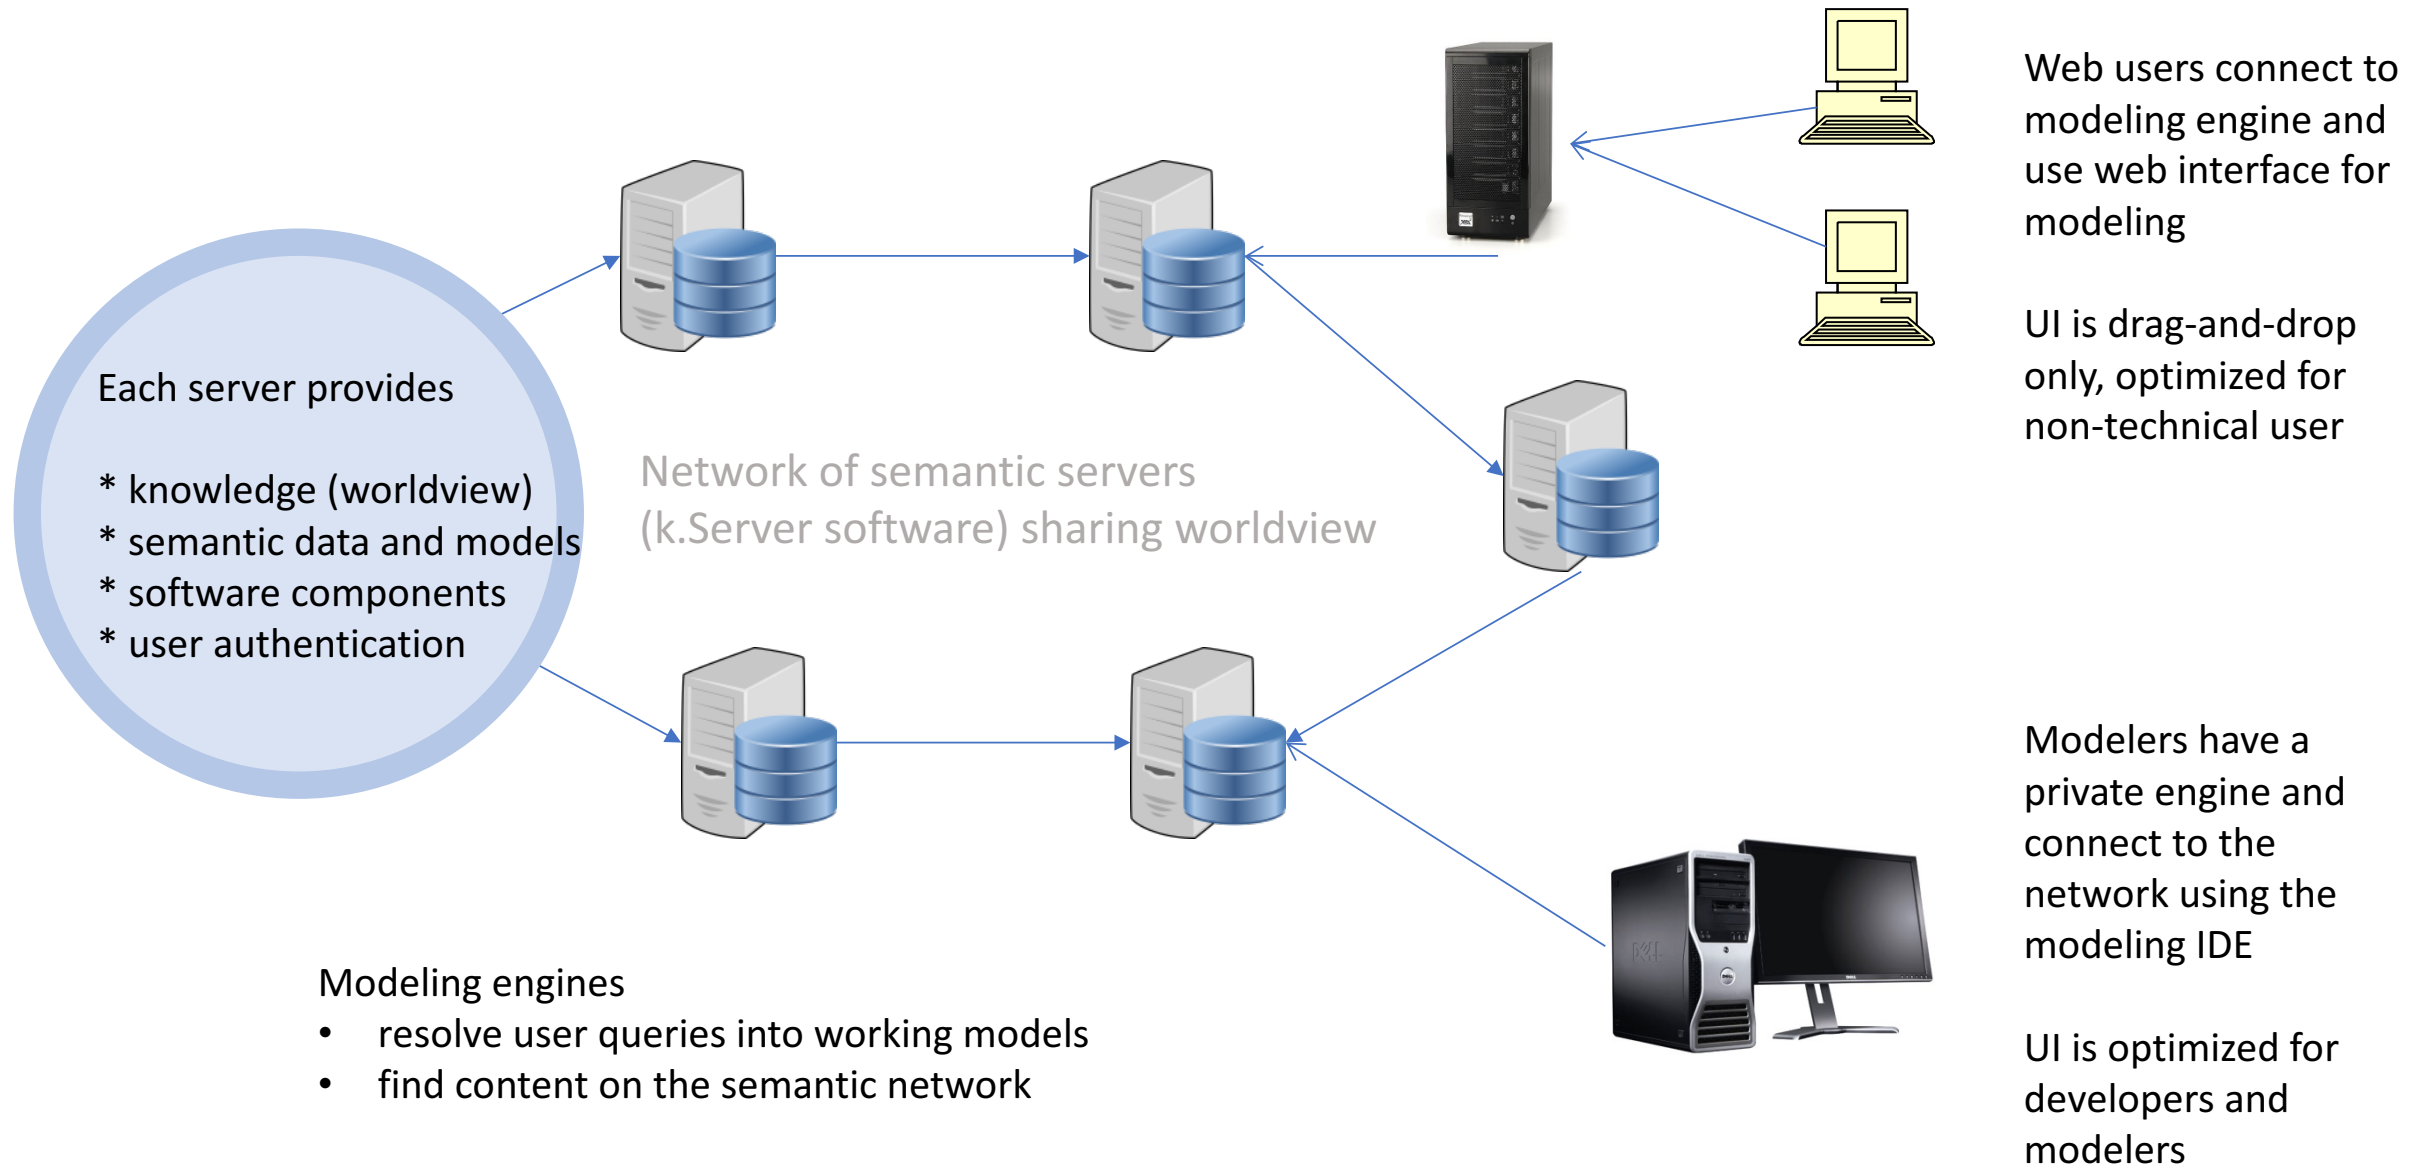 Web users connect to
modeling engine and
use web interface for
modeling
UI is drag-and-drop
only, optimized for
non-technical user
Each server provides
* knowledge (worldview)
* semantic data and models
* software components
* user authentication
Network of semantic servers
(k.Server software) sharing worldview
Modelers have a
private engine and
connect to the
network using the
modeling IDE
UI is optimized for
developers and
modelers
Modeling engines
• resolve user queries into working models
• find content on the semantic network
DELL